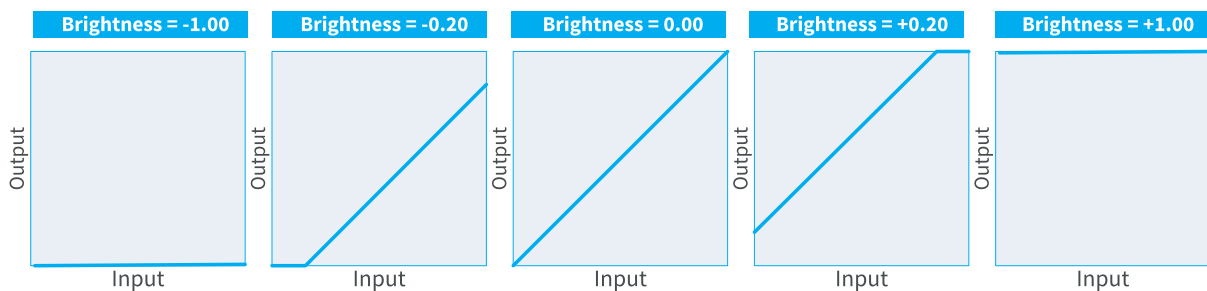 Brightness = -1.00
Brightness = -0.20
Brightness = 0.00
Brightness = +0.20
Brightness = +1.00
Output
Output
Output
Output
Output
Input
Input
Input
Input
Input